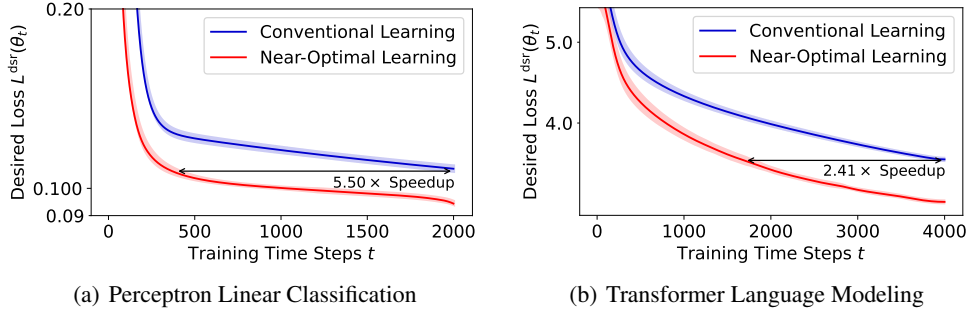 0.20
0.100
0.09
Desired Loss L^dsr(θ_t)
Conventional Learning
Near-Optimal Learning
5.50× Speedup
0 500 1000 1500 2000
Training Time Steps t
(a) Perceptron Linear Classification
5.0
4.0
Desired Loss L^dsr(θ_t)
Conventional Learning
Near-Optimal Learning
2.41× Speedup
0 1000 2000 3000 4000
Training Time Steps t
(b) Transformer Language Modeling